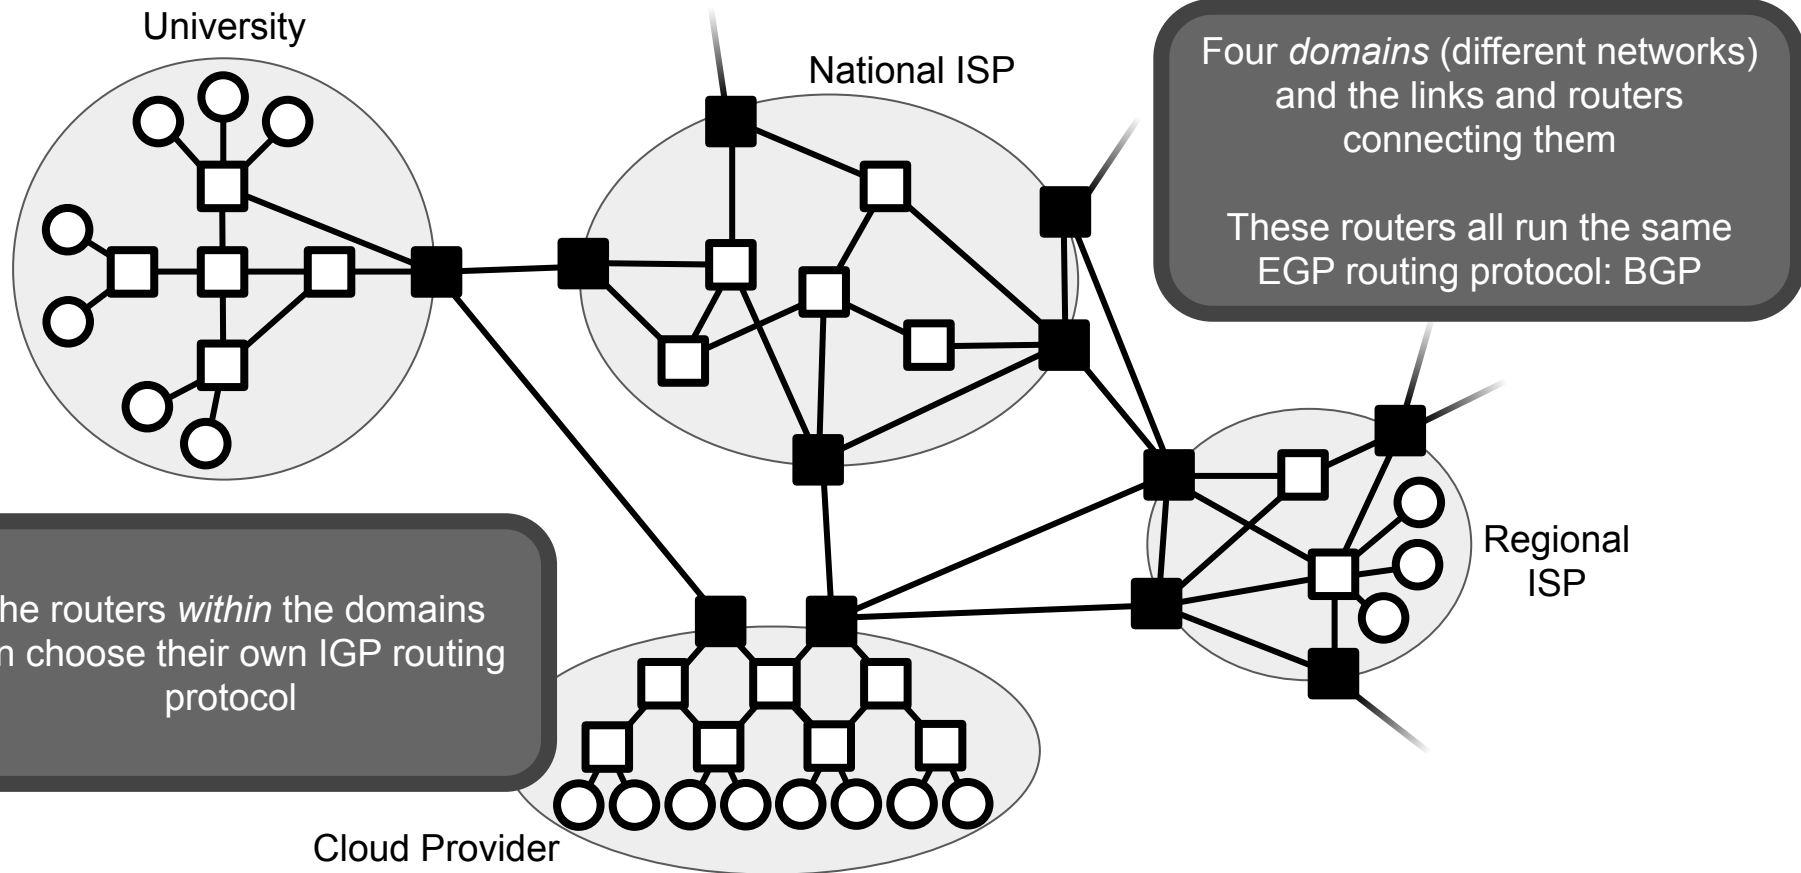 University
National ISP
Four domains (different networks)
and the links and routers
connecting them
These routers all run the same
EGP routing protocol: BGP
Regional
ISP
he routers within the domains
n choose their own IGP routing
protocol
Cloud Provider